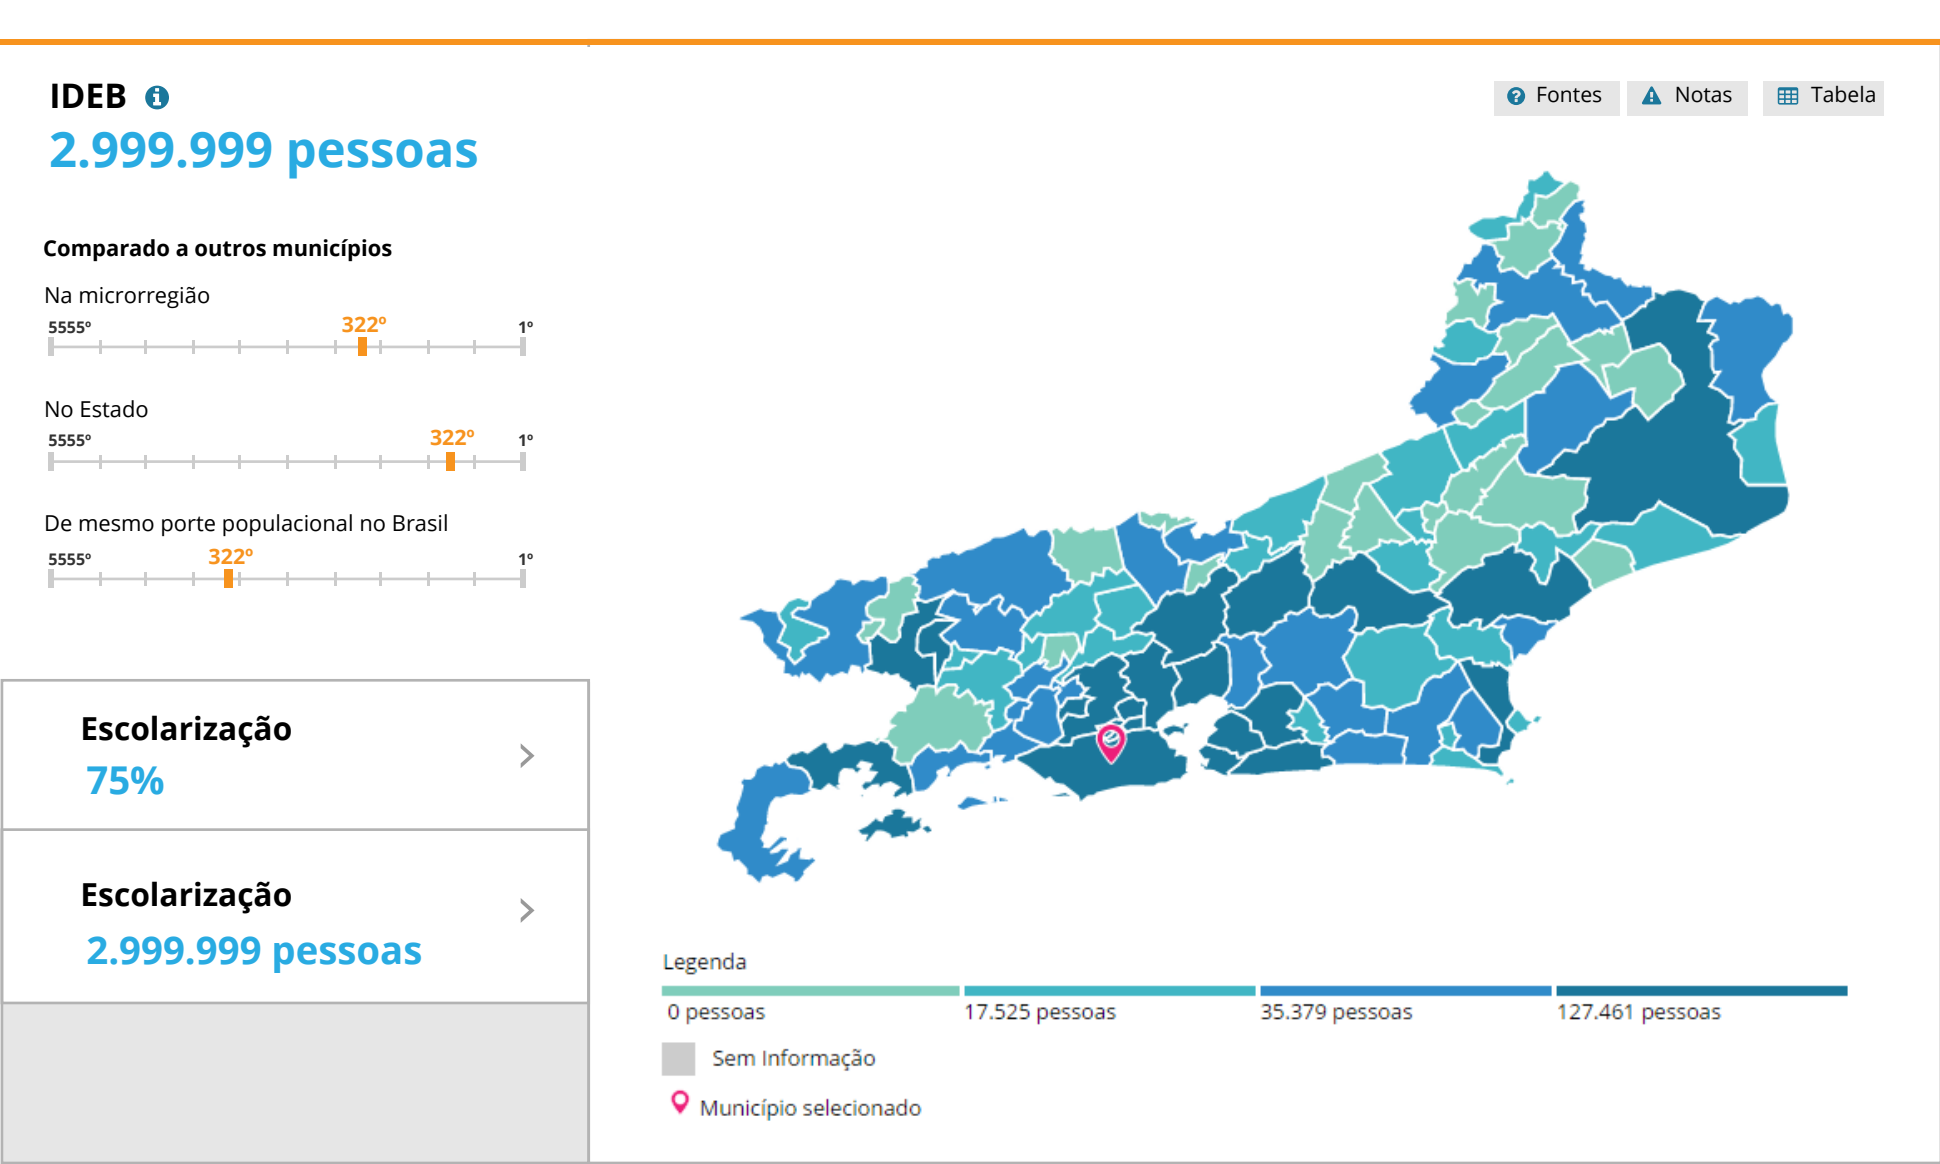 IDEB
2.999.999 pessoas
Fontes
Notas
Tabela
Comparado a outros municípios
Na microrregião
5555º
322º
1º
No Estado
5555º
322º
1º
De mesmo porte populacional no Brasil
5555º
322º
1º
Escolarização
75%
Escolarização
2.999.999 pessoas
Legenda
0 pessoas
17.525 pessoas
35.379 pessoas
127.461 pessoas
Sem Informação
Município selecionado